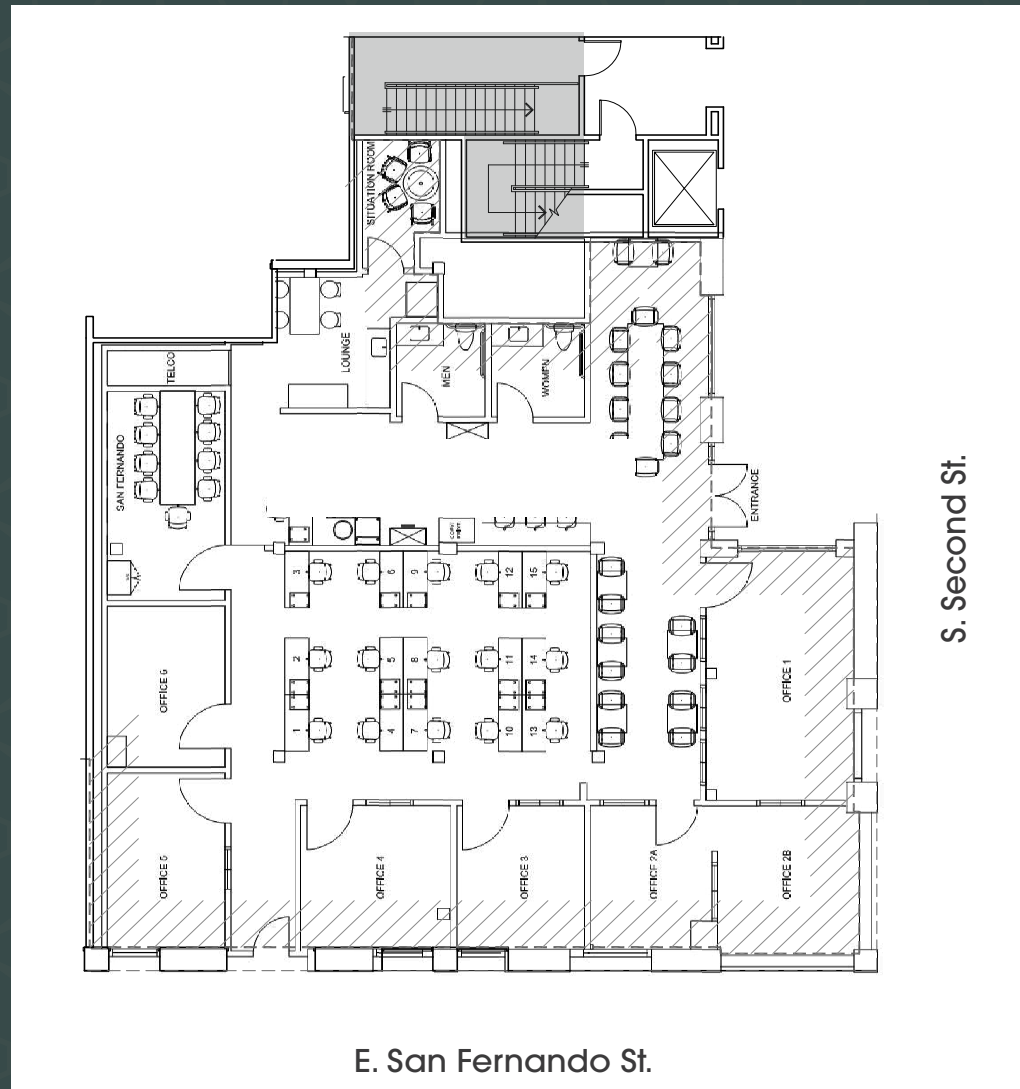 SITUATION ROOM
LOUNGE
MEN
WOMEN
TELCO
SAN FERNANDO
ENTRANCE
S. Second St.
3
6
9
12
15
2
5
8
11
14
1
4
7
10
13
OFFICE 6
OFFICE 1
OFFICE 5
OFFICE 4
OFFICE 3
OFFICE 2A
OFFICE 2B
E. San Fernando St.